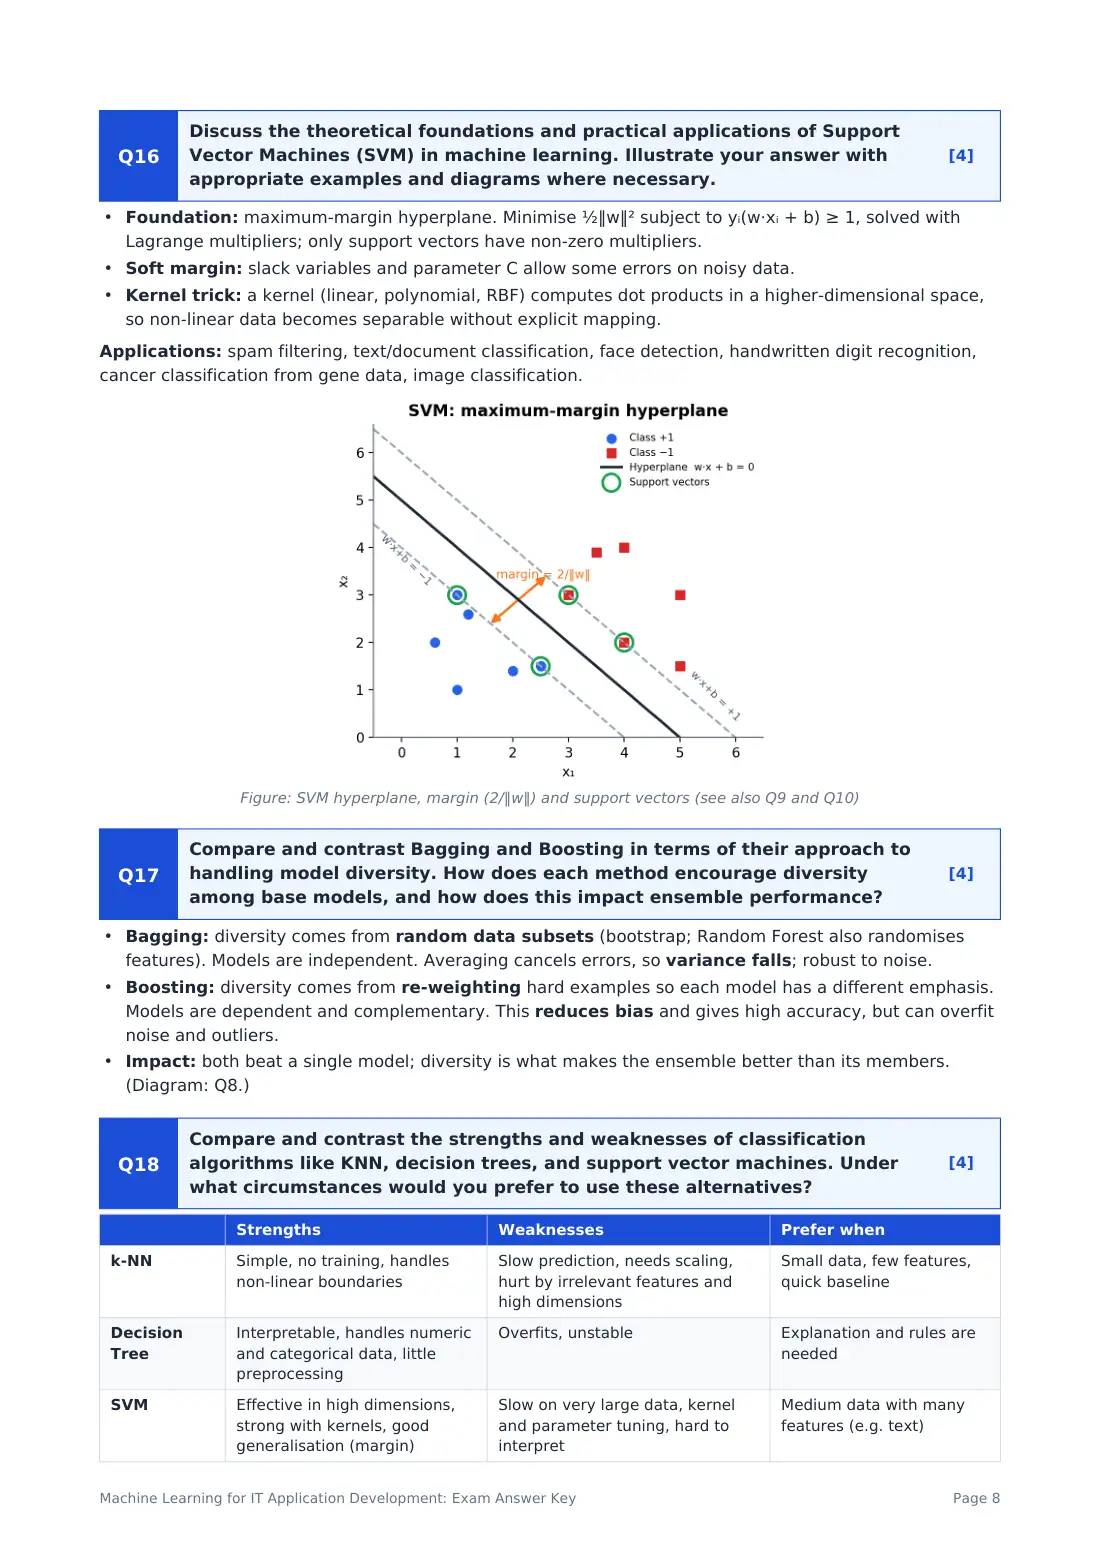 Q16
Discuss the theoretical foundations and practical applications of Support
Vector Machines (SVM) in machine learning. Illustrate your answer with
appropriate examples and diagrams where necessary.
[4]
• Foundation: maximum-margin hyperplane. Minimise ½‖w‖² subject to yᵢ(w·xᵢ + b) ≥ 1, solved with
Lagrange multipliers; only support vectors have non-zero multipliers.
• Soft margin: slack variables and parameter C allow some errors on noisy data.
• Kernel trick: a kernel (linear, polynomial, RBF) computes dot products in a higher-dimensional space,
so non-linear data becomes separable without explicit mapping.
Applications: spam filtering, text/document classification, face detection, handwritten digit recognition,
cancer classification from gene data, image classification.
SVM: maximum-margin hyperplane
Class +1
Class −1
Hyperplane w·x + b = 0
Support vectors
6
5
4
3
2
1
0
x₂
w·x+b = −1
margin = 2/‖w‖
w·x+b = +1
0 1 2 3 4 5 6
x₁
Figure: SVM hyperplane, margin (2/‖w‖) and support vectors (see also Q9 and Q10)
Q17
Compare and contrast Bagging and Boosting in terms of their approach to
handling model diversity. How does each method encourage diversity
among base models, and how does this impact ensemble performance?
[4]
• Bagging: diversity comes from random data subsets (bootstrap; Random Forest also randomises
features). Models are independent. Averaging cancels errors, so variance falls; robust to noise.
• Boosting: diversity comes from re-weighting hard examples so each model has a different emphasis.
Models are dependent and complementary. This reduces bias and gives high accuracy, but can overfit
noise and outliers.
• Impact: both beat a single model; diversity is what makes the ensemble better than its members.
(Diagram: Q8.)
Q18
Compare and contrast the strengths and weaknesses of classification
algorithms like KNN, decision trees, and support vector machines. Under
what circumstances would you prefer to use these alternatives?
[4]
Strengths Weaknesses Prefer when
k-NN
Simple, no training, handles
non-linear boundaries
Slow prediction, needs scaling,
hurt by irrelevant features and
high dimensions
Small data, few features,
quick baseline
Decision
Tree
Interpretable, handles numeric
and categorical data, little
preprocessing
Overfits, unstable
Explanation and rules are
needed
SVM
Effective in high dimensions,
strong with kernels, good
generalisation (margin)
Slow on very large data, kernel
and parameter tuning, hard to
interpret
Medium data with many
features (e.g. text)
Machine Learning for IT Application Development: Exam Answer Key
Page 8